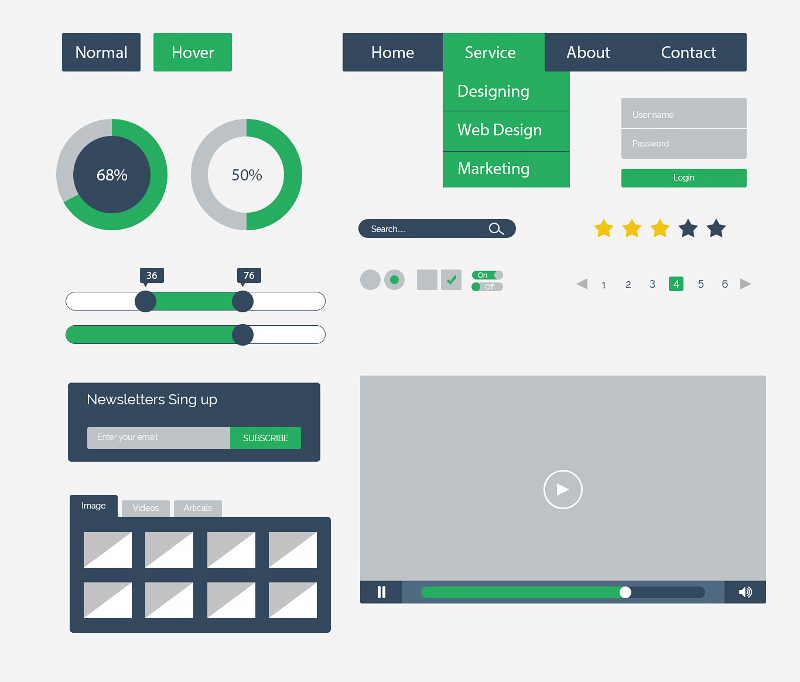 Normal
Hover
Home
Service
About
Contact
Designing
Web Design
Marketing
User name
Password
Login
68%
50%
Search....
36
76
On
Off
1 2 3 4 5 6
Newsletters Sing up
Enter your email
SUBSCRIBE
Image
Videos
Articals